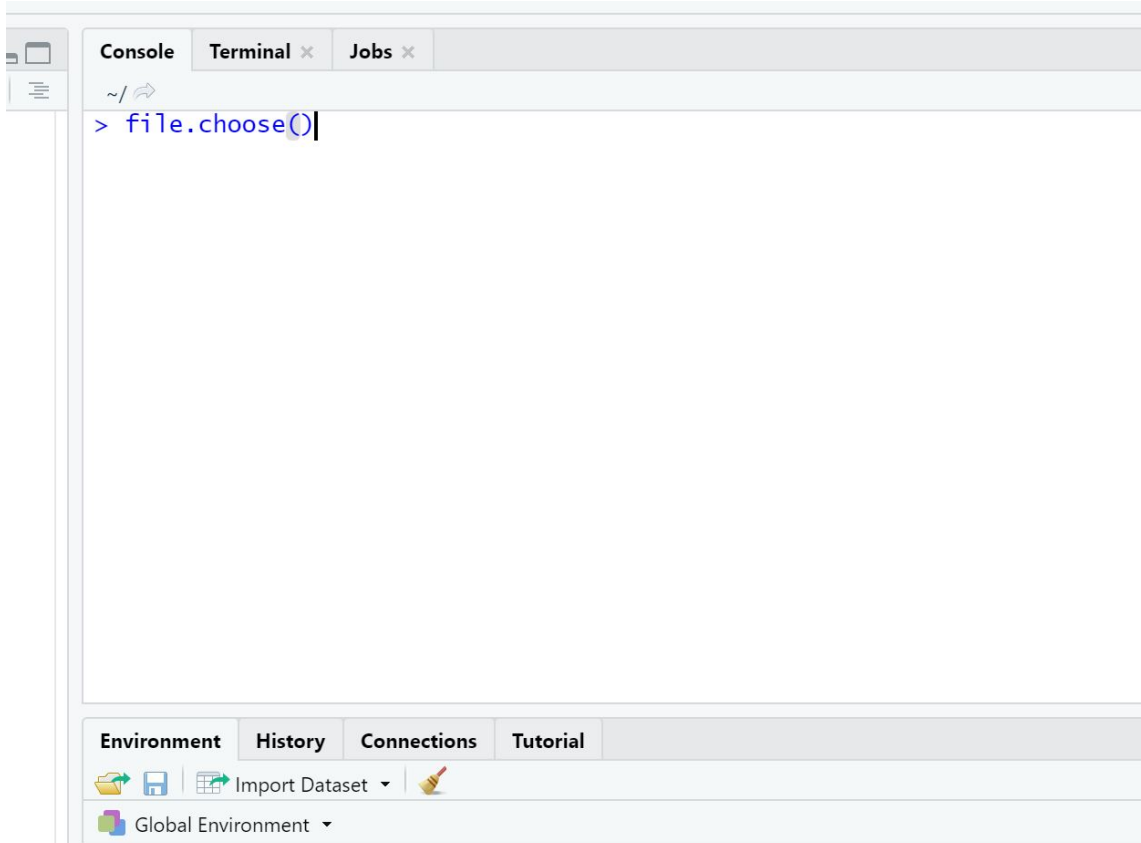 Console Terminal × Jobs ×
~/
> file.choose()
Environment History Connections Tutorial
Import Dataset
Global Environment